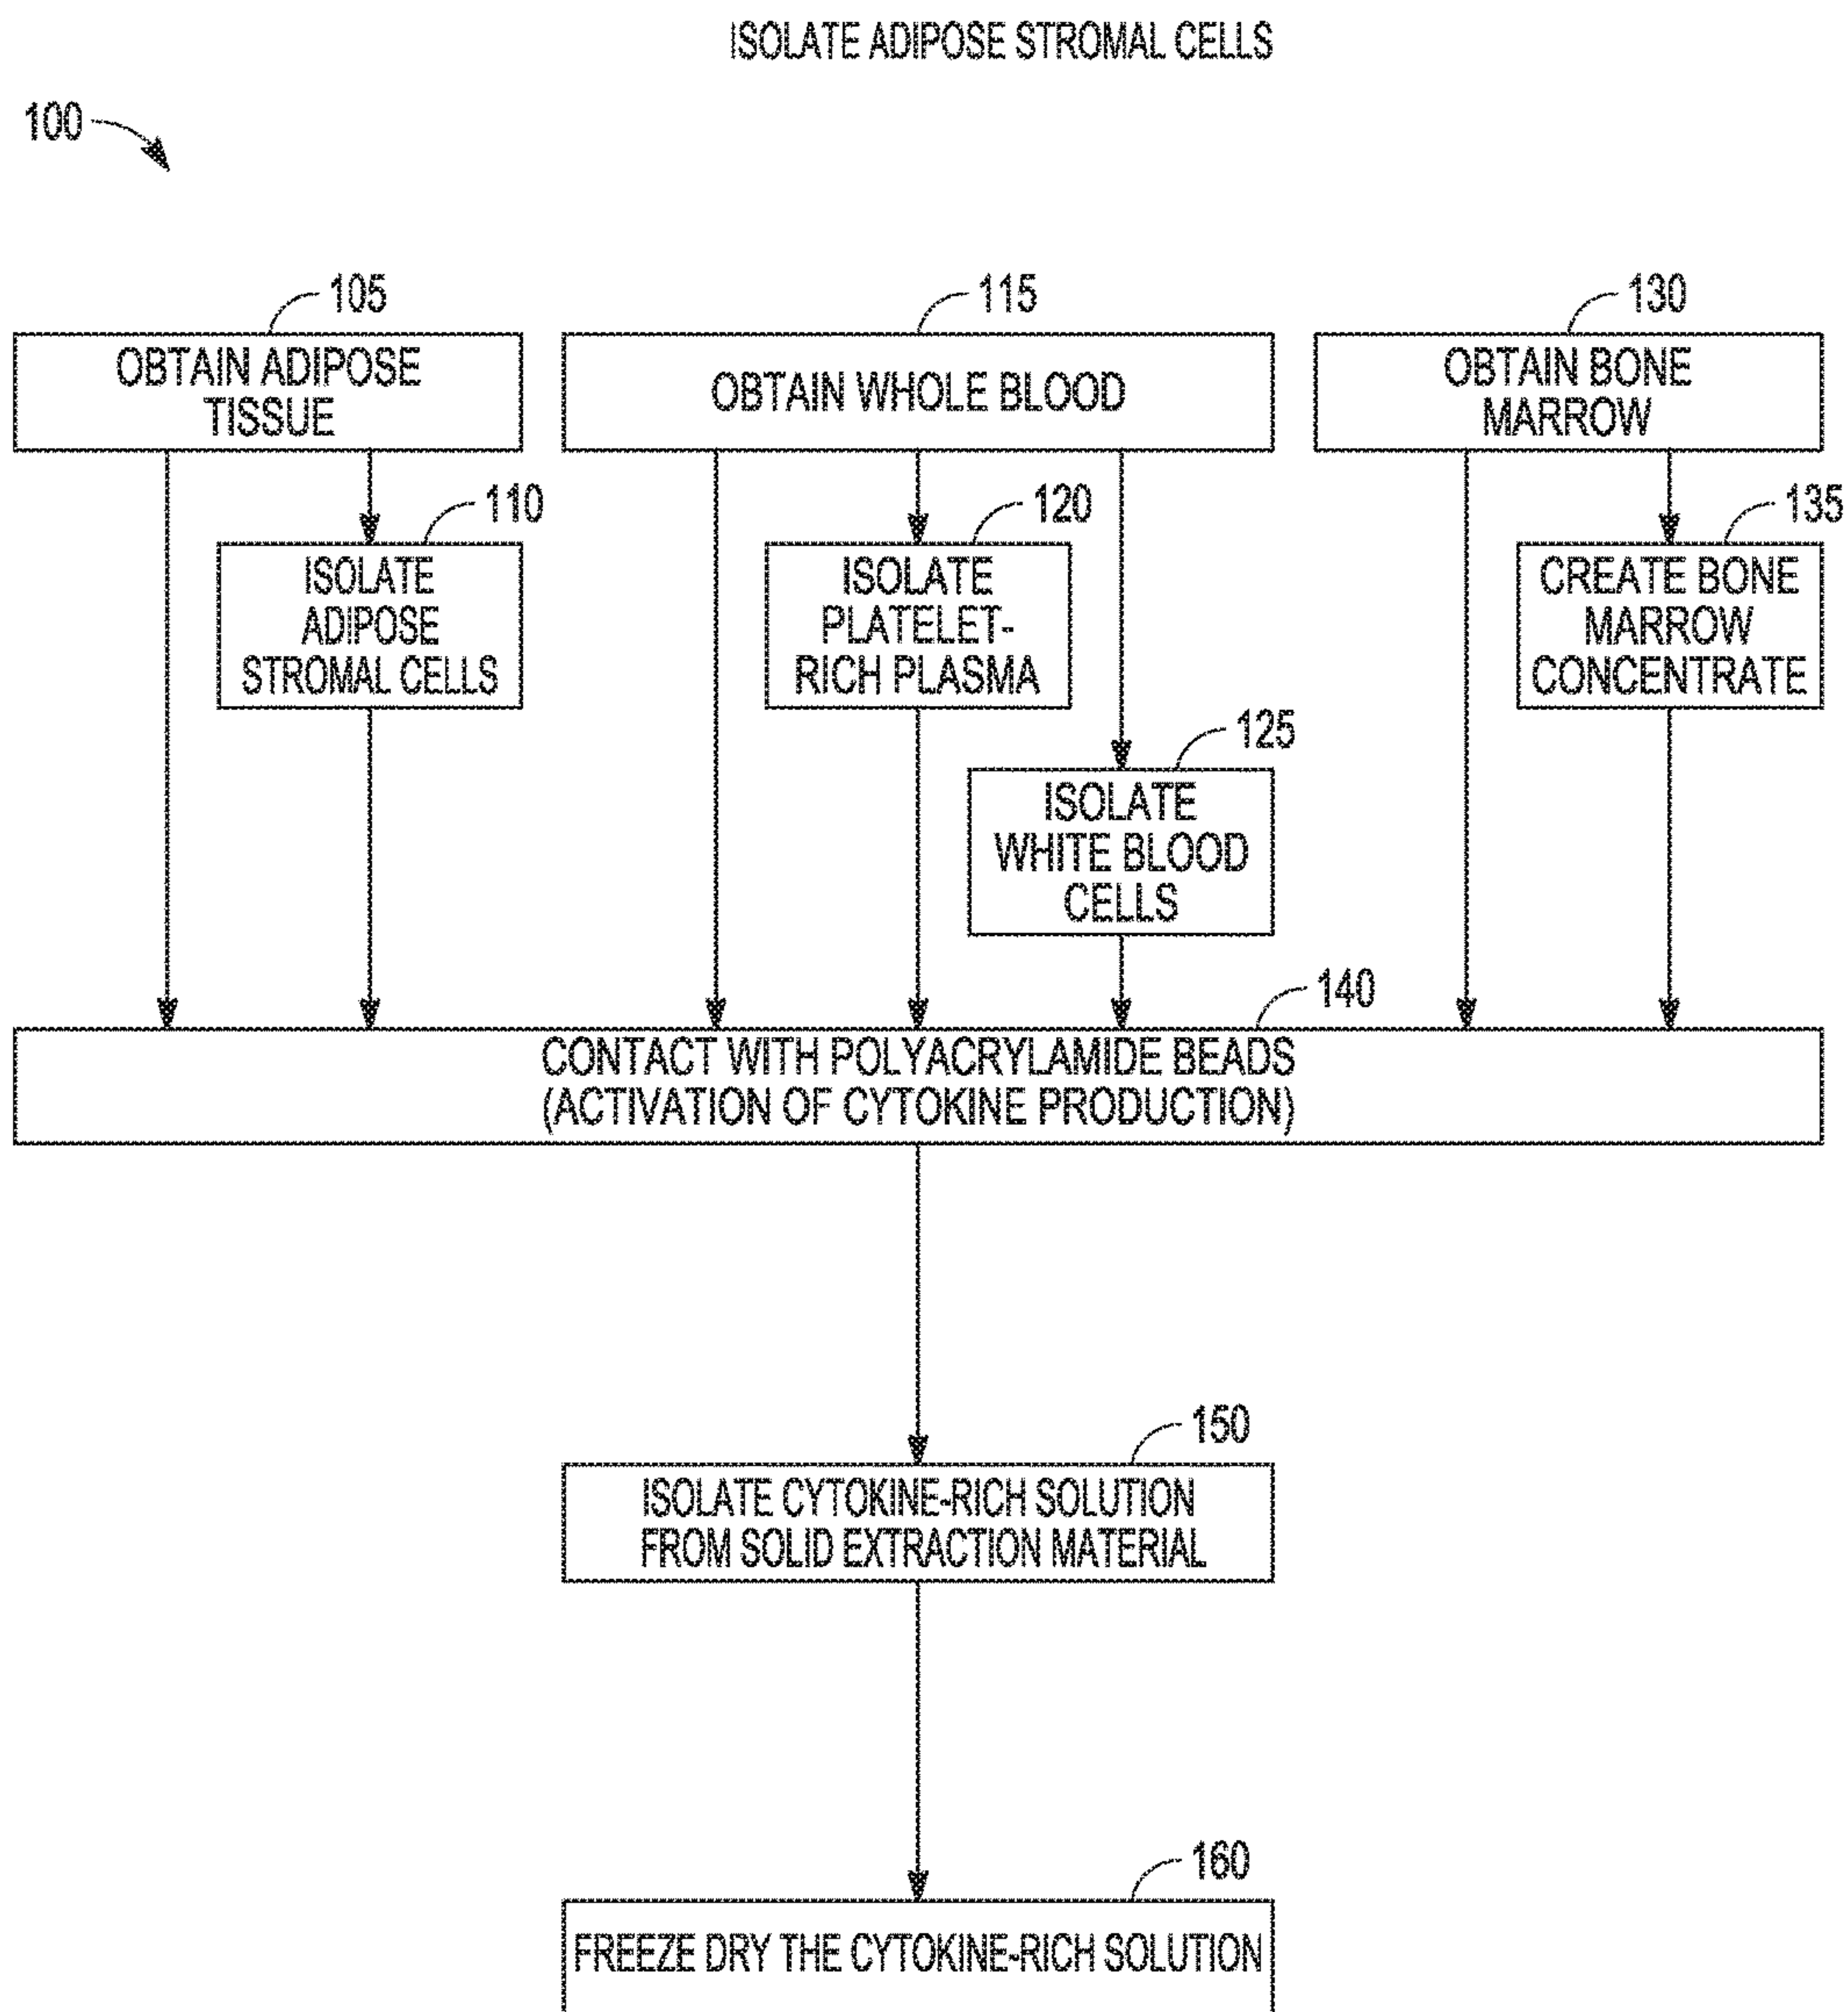 ISOLATE ADIPOSE STROMAL CELLS
100
105
OBTAIN ADIPOSE
TISSUE
115
OBTAIN WHOLE BLOOD
130
OBTAIN BONE
MARROW
110
ISOLATE
ADIPOSE
STROMAL CELLS
120
ISOLATE
PLATELET-
RICH PLASMA
125
ISOLATE
WHITE BLOOD
CELLS
135
CREATE BONE
MARROW
CONCENTRATE
140
CONTACT WITH POLYACRYLAMIDE BEADS
(ACTIVATION OF CYTOKINE PRODUCTION)
150
ISOLATE CYTOKINE-RICH SOLUTION
FROM SOLID EXTRACTION MATERIAL
160
FREEZE DRY THE CYTOKINE-RICH SOLUTION